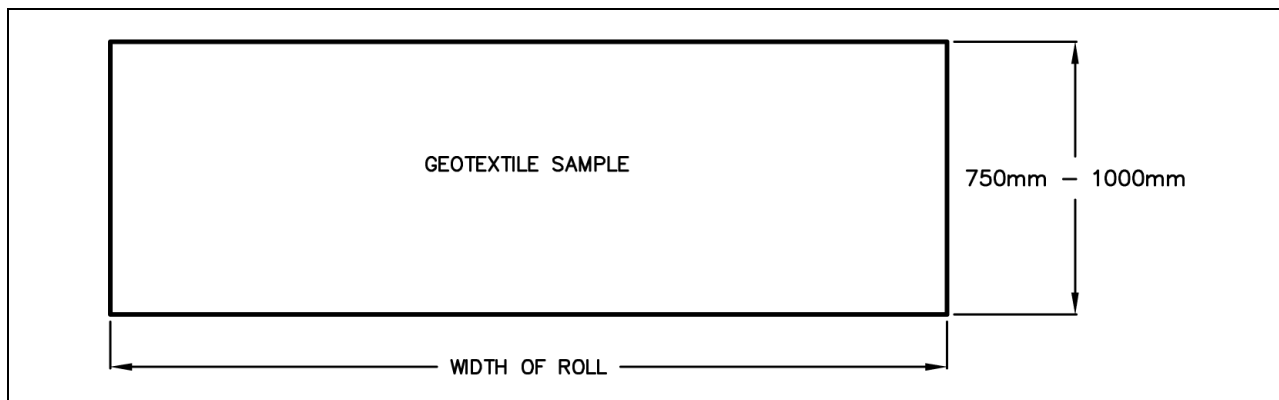 GEOTEXTILE SAMPLE
750mm – 1000mm
WIDTH OF ROLL